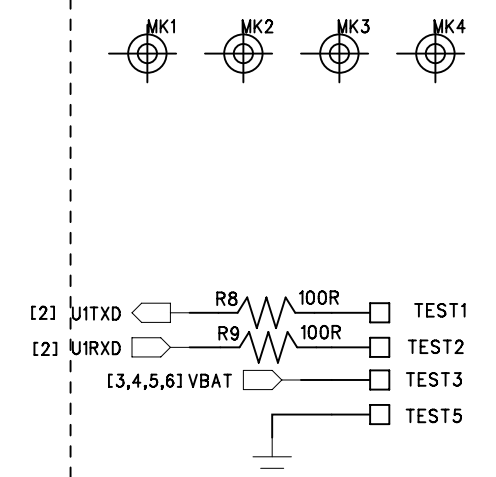 MK1 MK2 MK3 MK4
[2] U1TXD R8 100R TEST1
[2] U1RXD R9 100R TEST2
[3,4,5,6] VBAT TEST3
TEST5